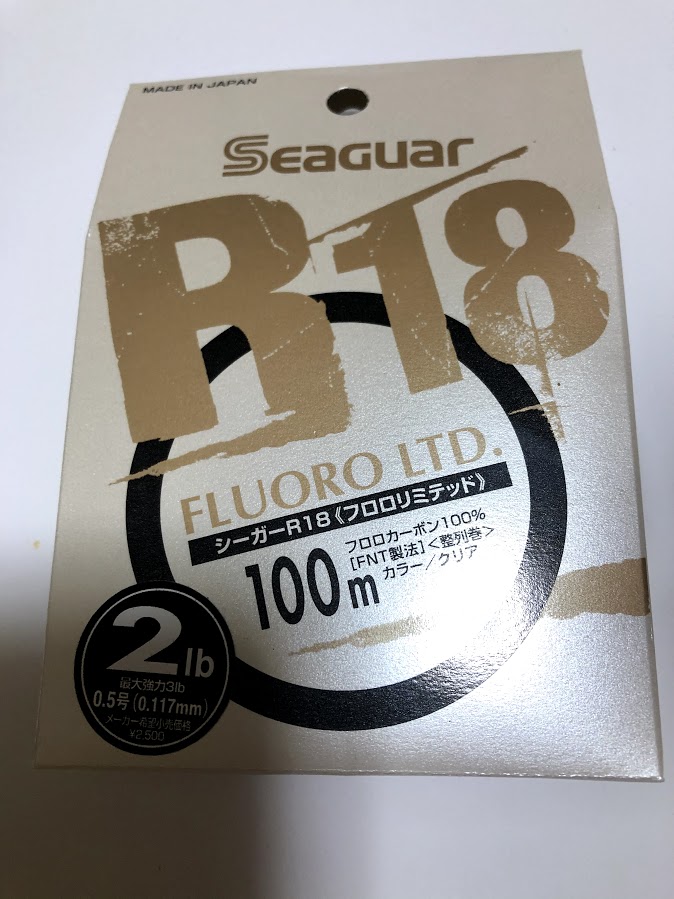 MADE IN JAPAN
SEAGUAR
R18
FLUORO LTD.
シーガーR18《フロロリミテッド》
100m
フロロカーボン100%
[FNT製法]<整列巻>
カラー/クリア
2lb
最大強力3lb
0.5号(0.117mm)
メーカー希望小売価格
¥2,500